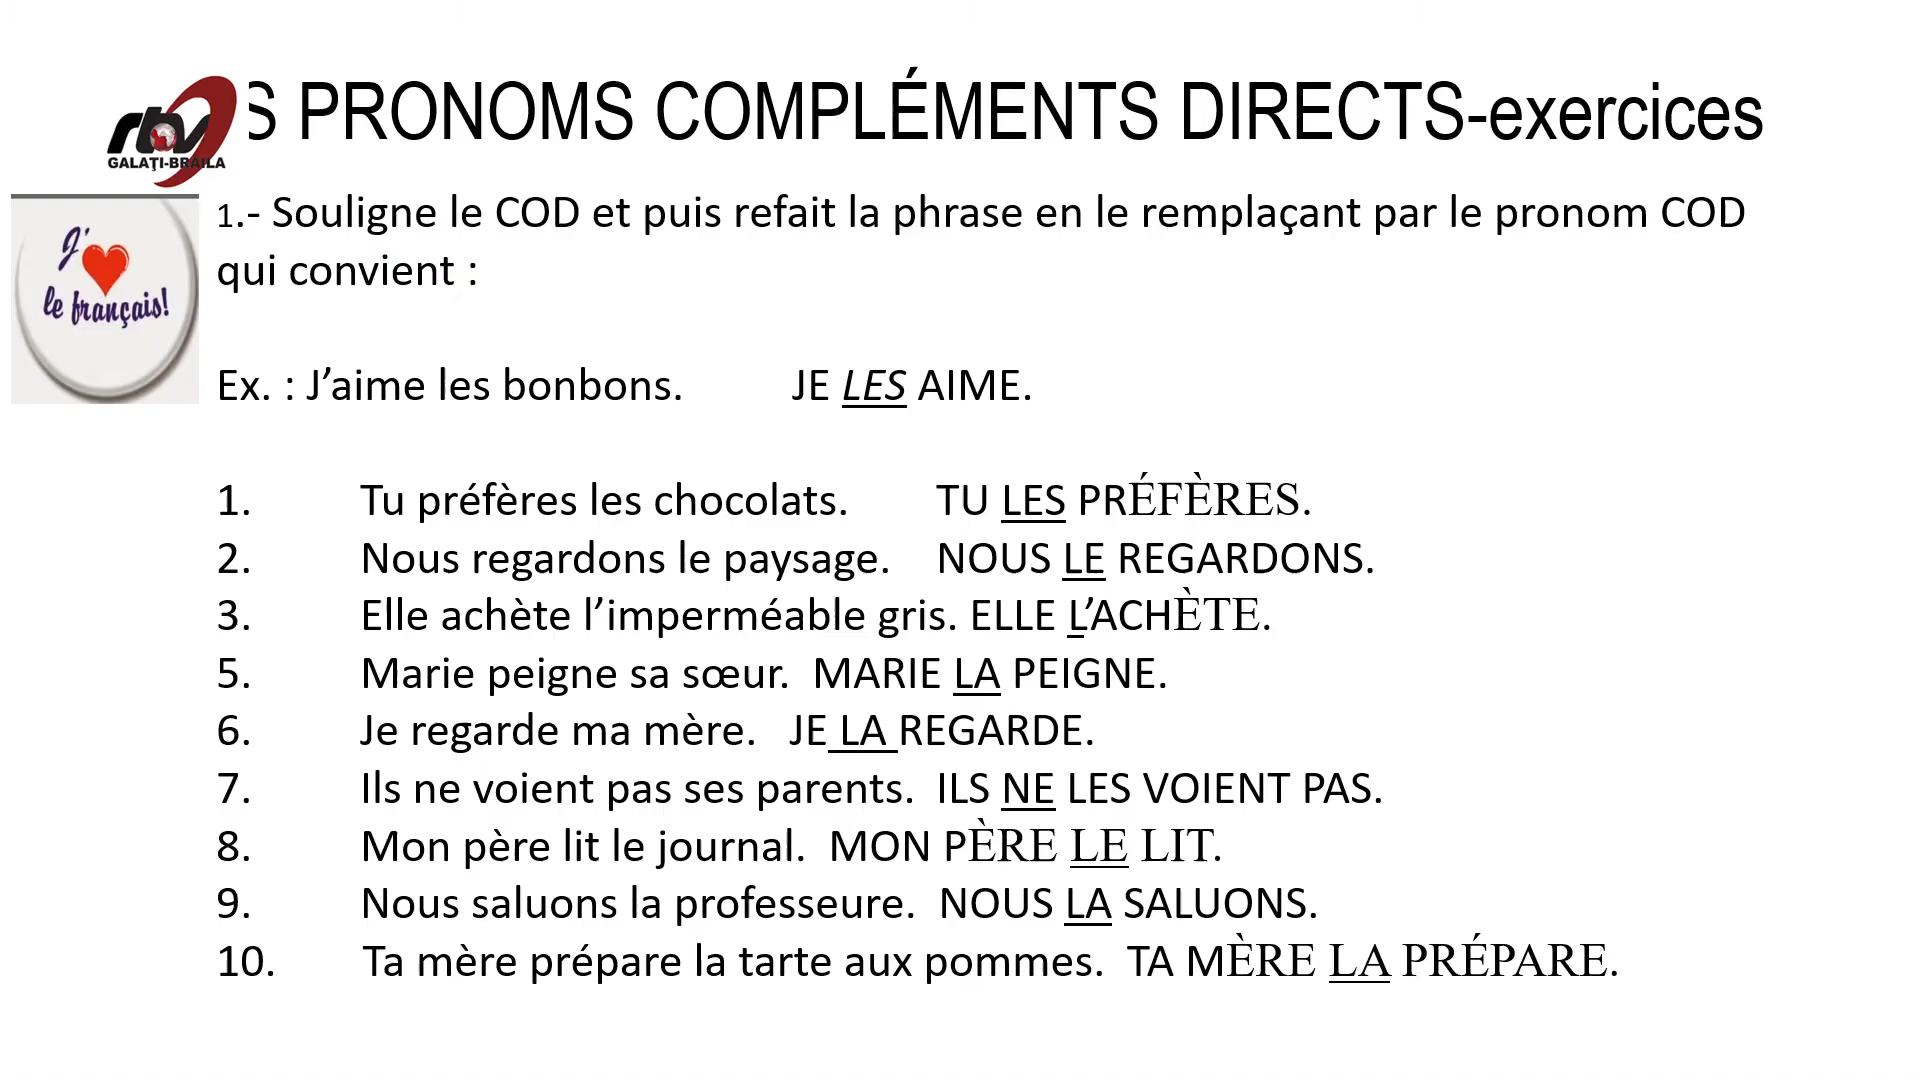 S PRONOMS COMPLÉMENTS DIRECTS-exercices
rtv
GALAŢI-BRAILA
J'
le français!
1.- Souligne le COD et puis refait la phrase en le remplaçant par le pronom COD
qui convient :
Ex. : J’aime les bonbons. JE LES AIME.
1. Tu préfères les chocolats. TU LES PRÉFÈRES.
2. Nous regardons le paysage. NOUS LE REGARDONS.
3. Elle achète l’imperméable gris. ELLE L’ACHÈTE.
5. Marie peigne sa sœur. MARIE LA PEIGNE.
6. Je regarde ma mère. JE LA REGARDE.
7. Ils ne voient pas ses parents. ILS NE LES VOIENT PAS.
8. Mon père lit le journal. MON PÈRE LE LIT.
9. Nous saluons la professeure. NOUS LA SALUONS.
10. Ta mère prépare la tarte aux pommes. TA MÈRE LA PRÉPARE.